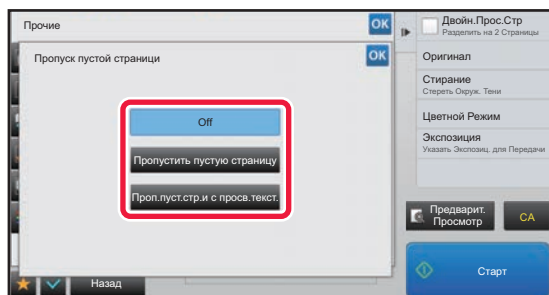 Прочие
OK
Пропуск пустой страници
OK
Off
Пропустить пустую страницу
Проп.пуст.стр.и с просв.текст.
Назад
Двойн.Прос.Стр
Разделить на 2 Страницы
Оригинал
Стирание
Стереть Окруж. Тени
Цветной Режим
Экспозиция
Указать Экспозиц. для Передачи
Предварит.
Просмотр
CA
Старт